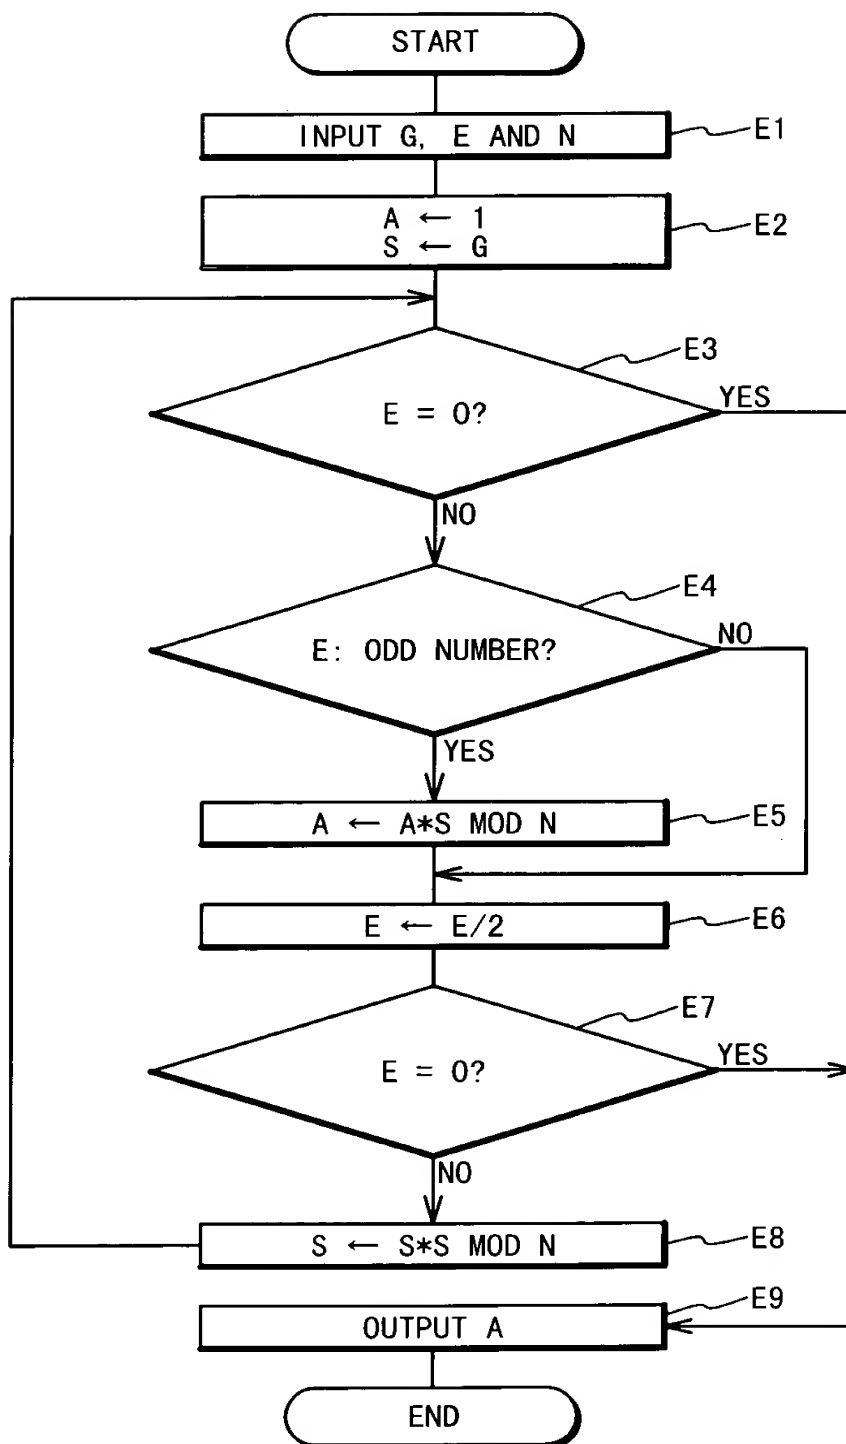 START
INPUT G, E AND N
E1
A ← 1
S ← G
E2
E = 0?
E3
YES
NO
E: ODD NUMBER?
E4
NO
YES
A ← A*S MOD N
E5
E ← E/2
E6
E = 0?
E7
YES
NO
S ← S*S MOD N
E8
OUTPUT A
E9
END